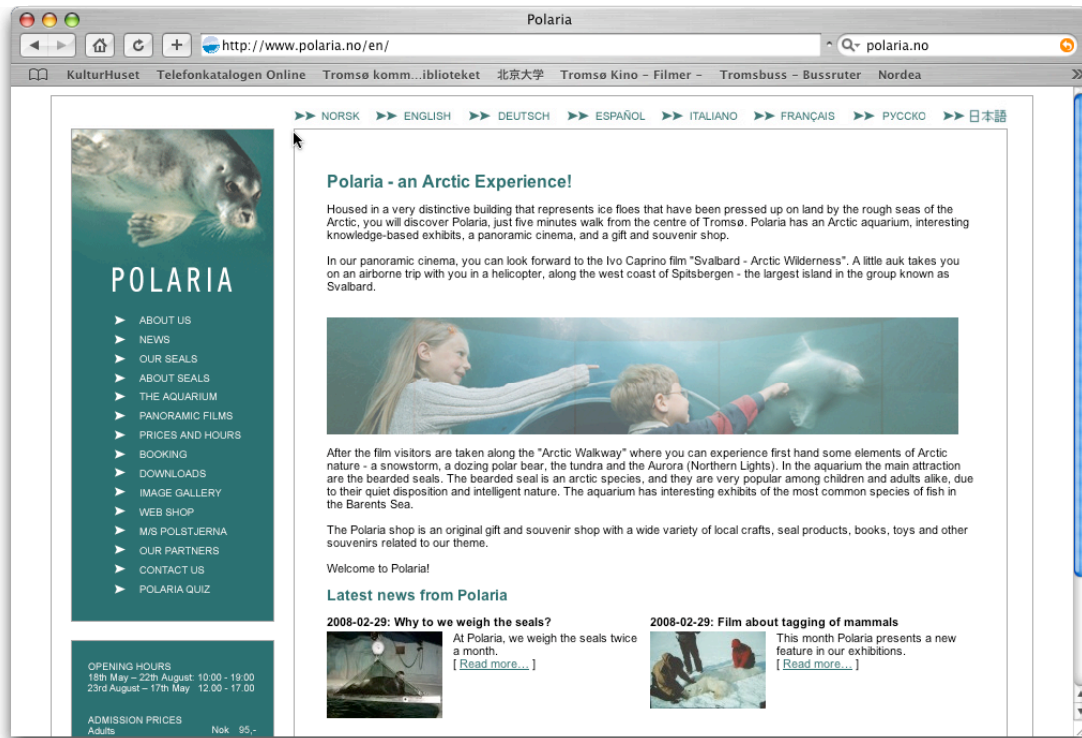 Polaria
http://www.polaria.no/en/
polaria.no
KulturHuset Telefonkatalogen Online Tromsø komm...iblioteket 北京大学 Tromsø Kino – Filmer – Tromsbuss – Bussruter Nordea
NORSK ENGLISH DEUTSCH ESPAÑOL ITALIANO FRANÇAIS РУССКО 日本語
POLARIA
ABOUT US
NEWS
OUR SEALS
ABOUT SEALS
THE AQUARIUM
PANORAMIC FILMS
PRICES AND HOURS
BOOKING
DOWNLOADS
IMAGE GALLERY
WEB SHOP
M/S POLSTJERNA
OUR PARTNERS
CONTACT US
POLARIA QUIZ
OPENING HOURS
18th May – 22th August: 10:00 - 19:00
23rd August – 17th May 12.00 - 17.00
ADMISSION PRICES
Adults Nok 95,-
Polaria - an Arctic Experience!
Housed in a very distinctive building that represents ice floes that have been pressed up on land by the rough seas of the
Arctic, you will discover Polaria, just five minutes walk from the centre of Tromsø. Polaria has an Arctic aquarium, interesting
knowledge-based exhibits, a panoramic cinema, and a gift and souvenir shop.
In our panoramic cinema, you can look forward to the Ivo Caprino film "Svalbard - Arctic Wilderness". A little auk takes you
on an airborne trip with you in a helicopter, along the west coast of Spitsbergen - the largest island in the group known as
Svalbard.
After the film visitors are taken along the "Arctic Walkway" where you can experience first hand some elements of Arctic
nature - a snowstorm, a dozing polar bear, the tundra and the Aurora (Northern Lights). In the aquarium the main attraction
are the bearded seals. The bearded seal is an arctic species, and they are very popular among children and adults alike, due
to their quiet disposition and intelligent nature. The aquarium has interesting exhibits of the most common species of fish in
the Barents Sea.
The Polaria shop is an original gift and souvenir shop with a wide variety of local crafts, seal products, books, toys and other
souvenirs related to our theme.
Welcome to Polaria!
Latest news from Polaria
2008-02-29: Why to we weigh the seals?
At Polaria, we weigh the seals twice
a month.
[ Read more... ]
2008-02-29: Film about tagging of mammals
This month Polaria presents a new
feature in our exhibitions.
[ Read more... ]